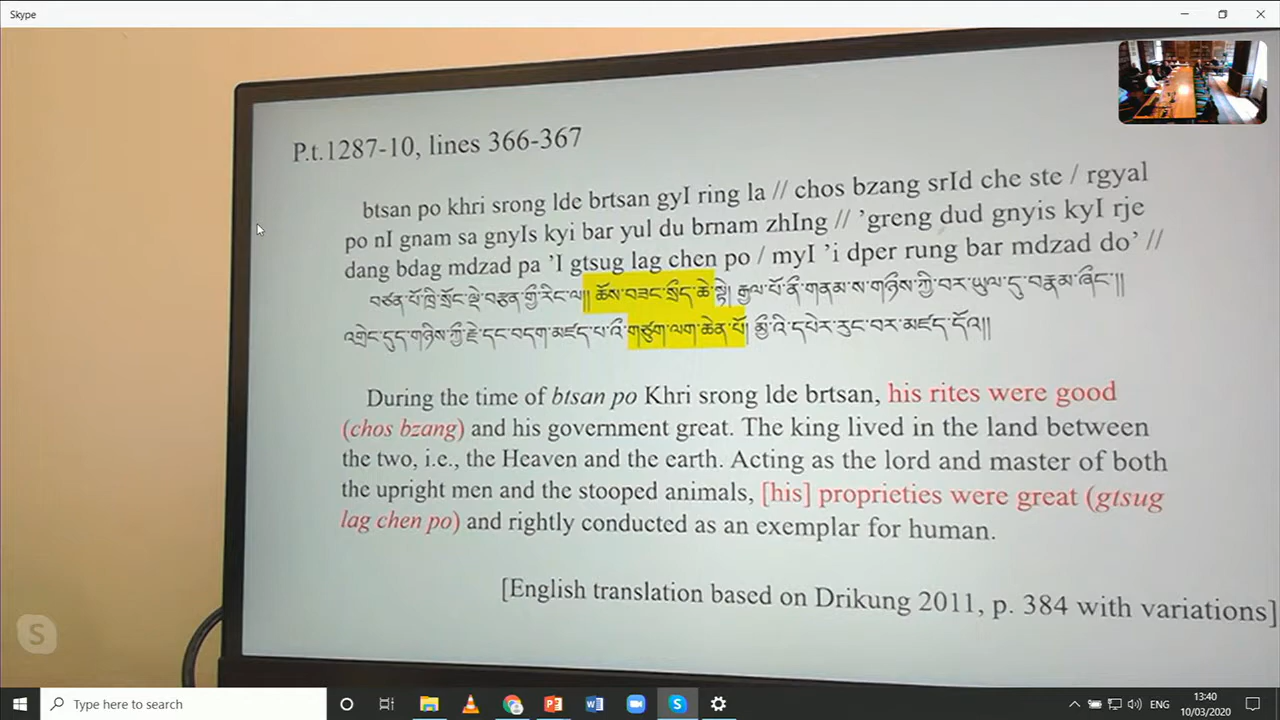 Skype
P.t.1287-10, lines 366-367
btsan po khri srong lde brtsan gyI ring la // chos bzang srId che ste / rgyal
po nI gnam sa gnyIs kyi bar yul du brnam zhIng // ’greng dud gnyis kyI rje
dang bdag mdzad pa ’I gtsug lag chen po / myI ’i dper rung bar mdzad do’ //
བཙན་པོ་ཁྲི་སྲོང་ལྡེ་བརྩན་གྱྀ་རིང་ལ།། ཆོས་བཟང་སྲྀད་ཆེ་སྟེ། རྒྱལ་པོ་ནྀ་གནམ་ས་གཉྀས་ཀྱི་བར་ཡུལ་དུ་བརྣམ་ཞྀང་།།
འགྲེང་དུད་གཉིས་ཀྱྀ་རྗེ་དང་བདག་མཛད་པ་འྀ་གཙུག་ལག་ཆེན་པོ། མྱྀ་འི་དཔེར་རུང་བར་མཛད་དོའ།།
During the time of btsan po Khri srong lde brtsan, his rites were good
(chos bzang) and his government great. The king lived in the land between
the two, i.e., the Heaven and the earth. Acting as the lord and master of both
the upright men and the stooped animals, [his] proprieties were great (gtsug
lag chen po) and rightly conducted as an exemplar for human.
[English translation based on Drikung 2011, p. 384 with variations]
Type here to search
ENG
13:40
10/03/2020